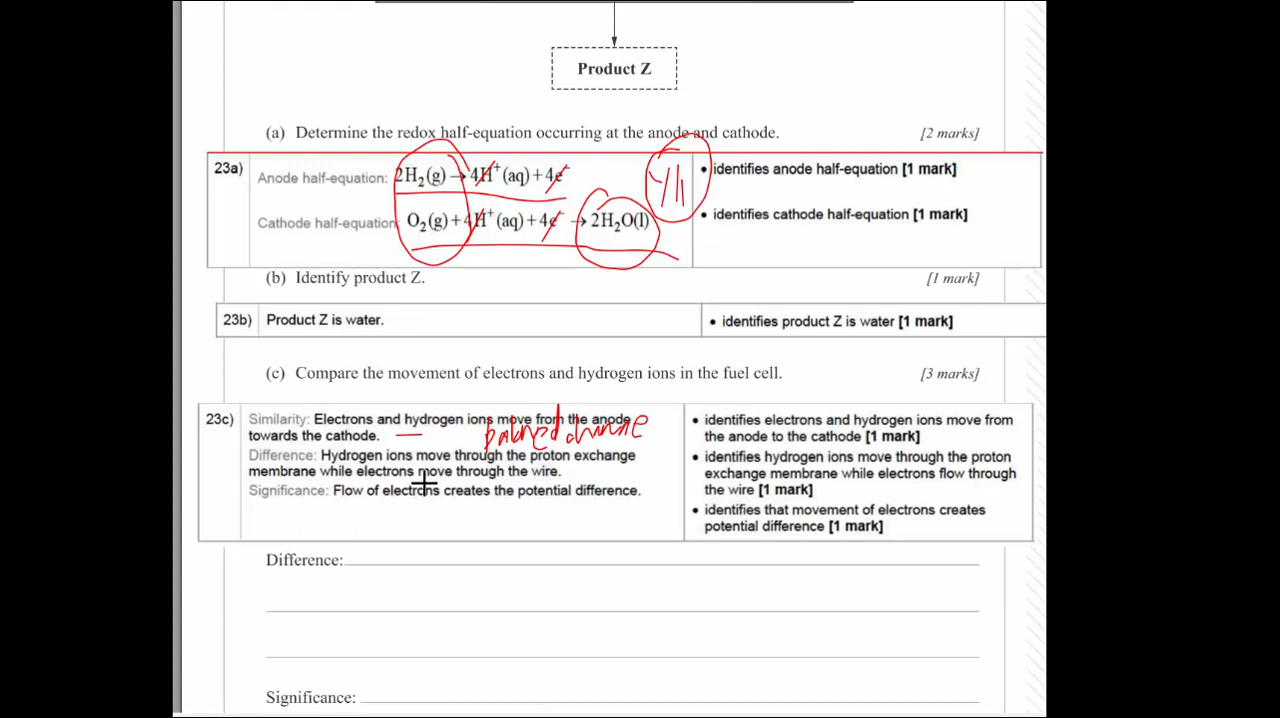 Product Z
(a) Determine the redox half-equation occurring at the anode and cathode. [2 marks]
23a) Anode half-equation: 2H₂(g) → 4H⁺(aq) + 4e⁻
Cathode half-equation: O₂(g) + 4H⁺(aq) + 4e⁻ → 2H₂O(l)
• identifies anode half-equation [1 mark]
• identifies cathode half-equation [1 mark]
(b) Identify product Z. [1 mark]
23b) Product Z is water.
• identifies product Z is water [1 mark]
(c) Compare the movement of electrons and hydrogen ions in the fuel cell. [3 marks]
23c) Similarity: Electrons and hydrogen ions move from the anode
towards the cathode.
Difference: Hydrogen ions move through the proton exchange
membrane while electrons move through the wire.
Significance: Flow of electrons creates the potential difference.
• identifies electrons and hydrogen ions move from
the anode to the cathode [1 mark]
• identifies hydrogen ions move through the proton
exchange membrane while electrons flow through
the wire [1 mark]
• identifies that movement of electrons creates
potential difference [1 mark]
Difference:
Significance: